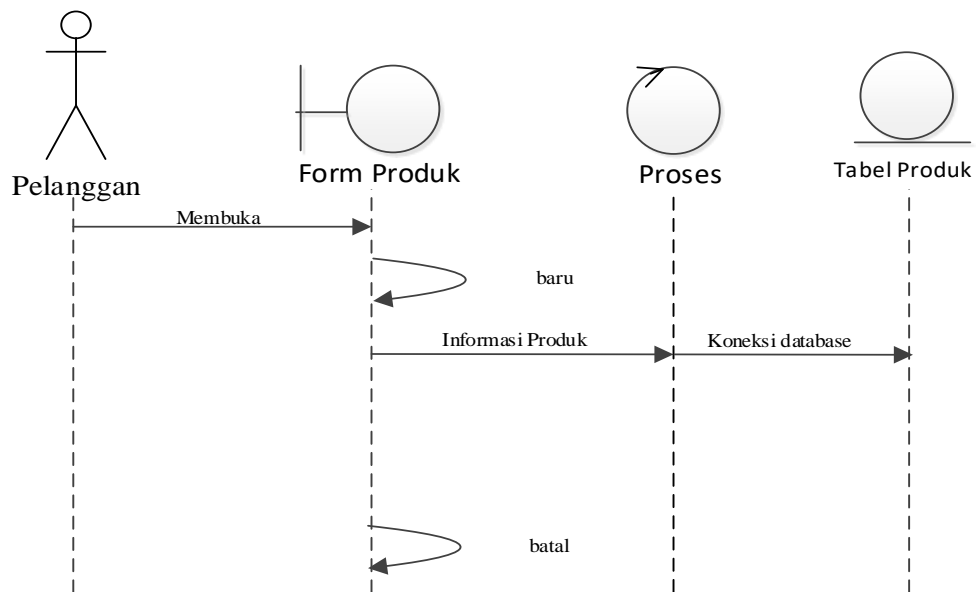 Pelanggan
Form Produk
Proses
Tabel Produk
Membuka
baru
Informasi Produk
Koneksi database
batal